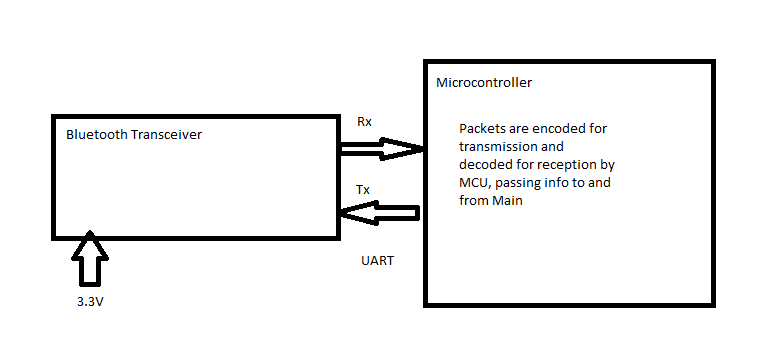 Microcontroller
Bluetooth Transceiver
Rx
Packets are encoded for
transmission and
decoded for reception by
MCU, passing info to and
from Main
Tx
UART
3.3V